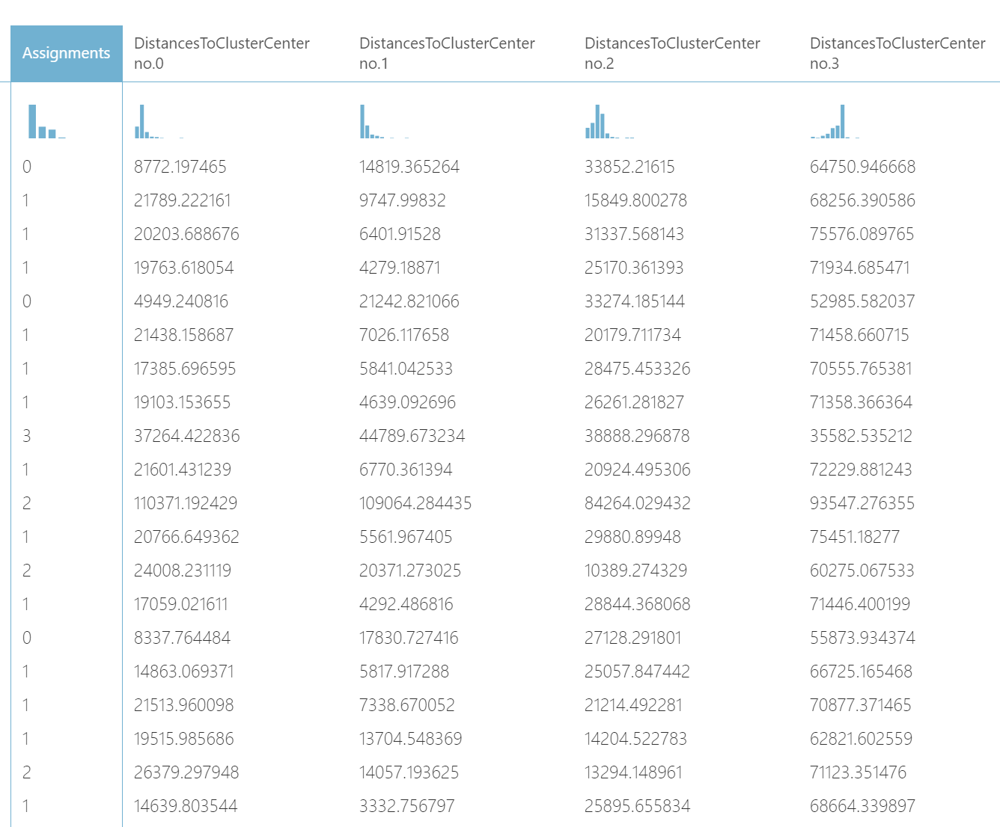 Assignments DistancesToClusterCenter no.0 DistancesToClusterCenter no.1 DistancesToClusterCenter no.2 DistancesToClusterCenter no.3
0 8772.197465 14819.365264 33852.21615 64750.946668
1 21789.222161 9747.99832 15849.800278 68256.390586
1 20203.688676 6401.91528 31337.568143 75576.089765
1 19763.618054 4279.18871 25170.361393 71934.685471
0 4949.240816 21242.821066 33274.185144 52985.582037
1 21438.158687 7026.117658 20179.711734 71458.660715
1 17385.696595 5841.042533 28475.453326 70555.765381
1 19103.153655 4639.092696 26261.281827 71358.366364
3 37264.422836 44789.673234 38888.296878 35582.535212
1 21601.431239 6770.361394 20924.495306 72229.881243
2 110371.192429 109064.284435 84264.029432 93547.276355
1 20766.649362 5561.967405 29880.89948 75451.18277
2 24008.231119 20371.273025 10389.274329 60275.067533
1 17059.021611 4292.486816 28844.368068 71446.400199
0 8337.764484 17830.727416 27128.291801 55873.934374
1 14863.069371 5817.917288 25057.847442 66725.165468
1 21513.960098 7338.670052 21214.492281 70877.371465
1 19515.985686 13704.548369 14204.522783 62821.602559
2 26379.297948 14057.193625 13294.148961 71123.351476
1 14639.803544 3332.756797 25895.655834 68664.339897